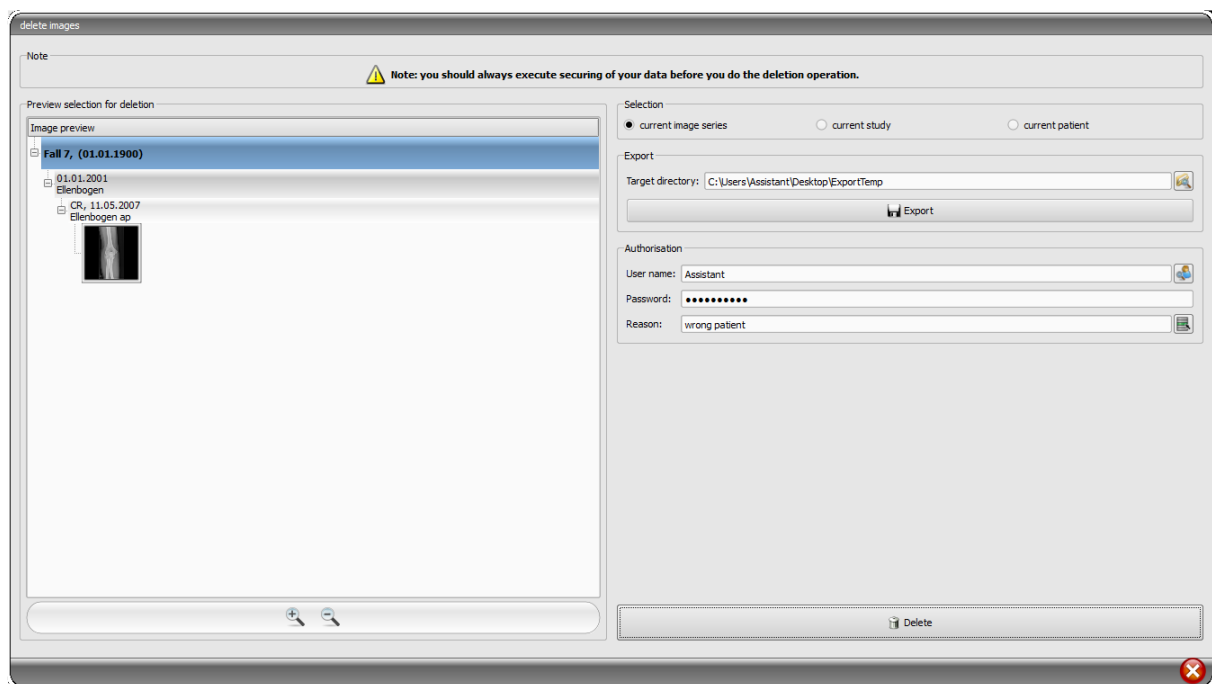 delete images
Note
Note: you should always execute securing of your data before you do the deletion operation.
Preview selection for deletion
Image preview
Fall 7, (01.01.1900)
01.01.2001
Ellenbogen
CR, 11.05.2007
Ellenbogen ap
Selection
current image series
current study
current patient
Export
Target directory: C:\Users\Assistant\Desktop\ExportTemp
Export
Authorisation
User name: Assistant
Password: ●●●●●●●●●●
Reason: wrong patient
Delete